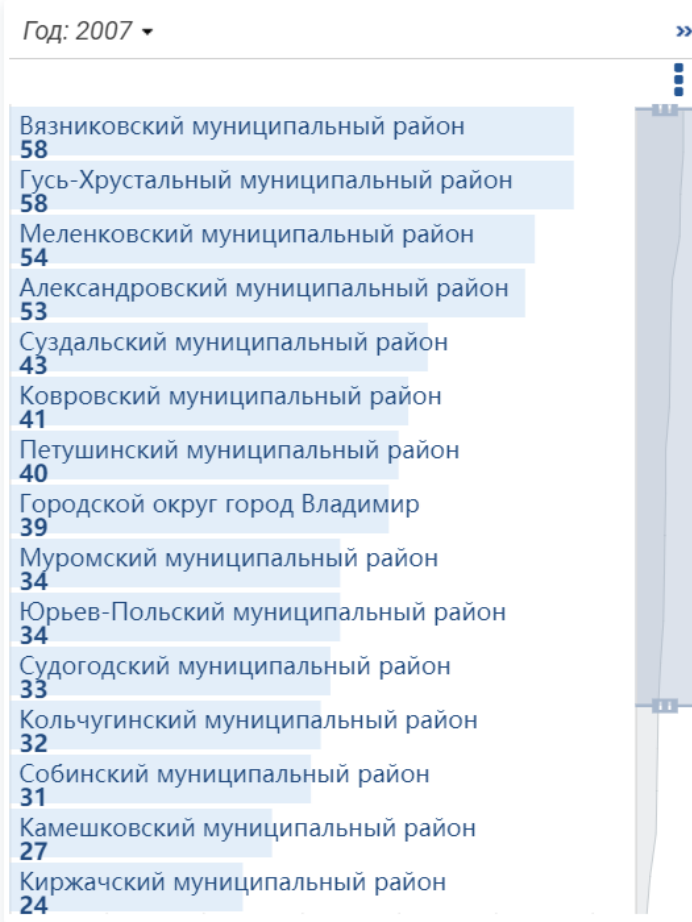 Год: 2007
»
Вязниковский муниципальный район
58
Гусь-Хрустальный муниципальный район
58
Меленковский муниципальный район
54
Александровский муниципальный район
53
Суздальский муниципальный район
43
Ковровский муниципальный район
41
Петушинский муниципальный район
40
Городской округ город Владимир
39
Муромский муниципальный район
34
Юрьев-Польский муниципальный район
34
Судогодский муниципальный район
33
Кольчугинский муниципальный район
32
Собинский муниципальный район
31
Камешковский муниципальный район
27
Киржачский муниципальный район
24